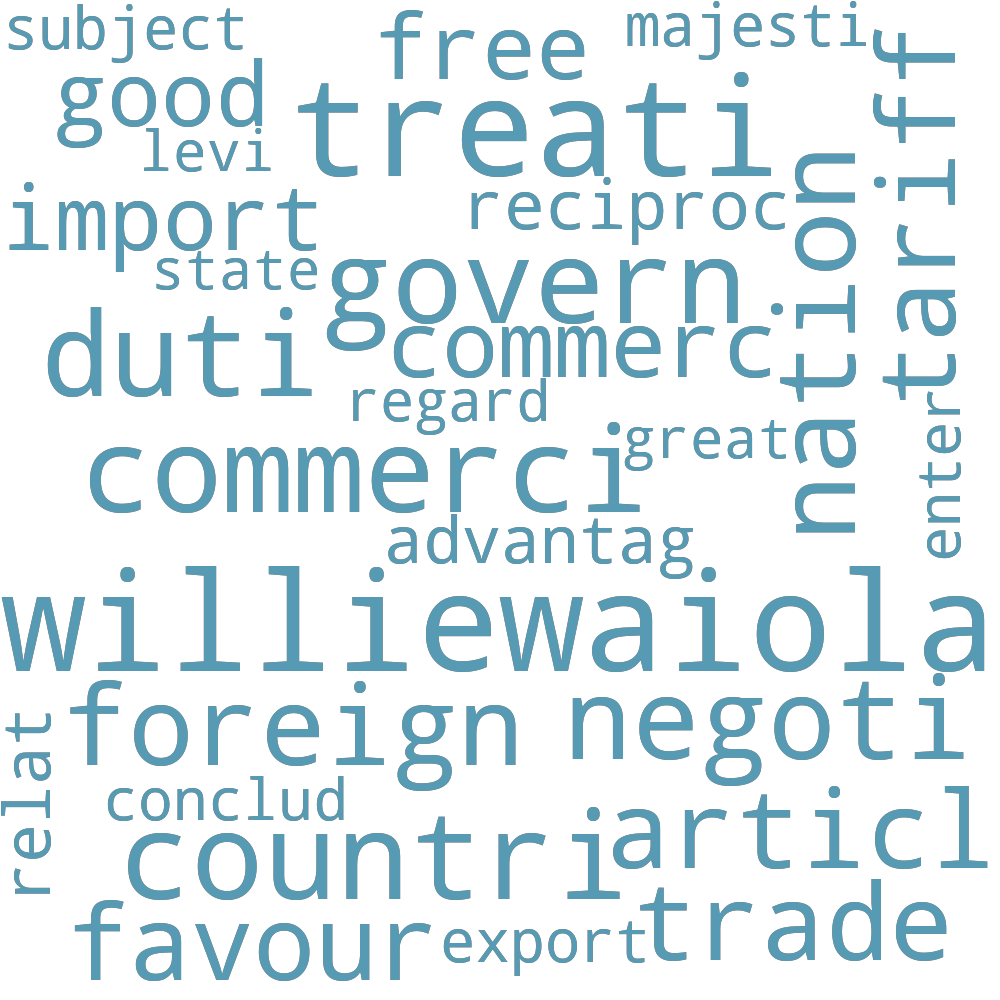 subject
free
majesti
good
treati
tariff
levi
nation
import
reciproc
state
govern
duti
commerc
regard
enter
great
commerci
advantag
williewaiola
foreign
negoti
relat
conclud
articl
countri
trade
favour
export